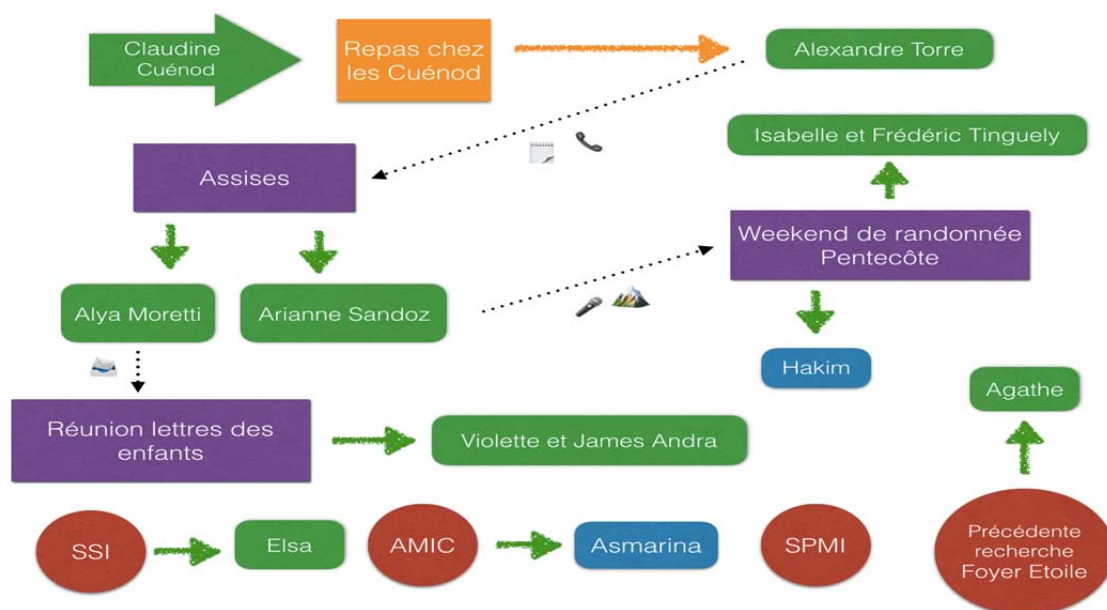 Claudine
Cuénod
Repas chez
les Cuénod
Alexandre Torre
Isabelle et Frédéric Tinguely
Assises
Weekend de randonnée
Pentecôte
Alya Moretti
Arianne Sandoz
Hakim
Agathe
Réunion lettres des
enfants
Violette et James Andra
SSI
Elsa
AMIC
Asmarina
SPMI
Précédente
recherche
Foyer Etoile